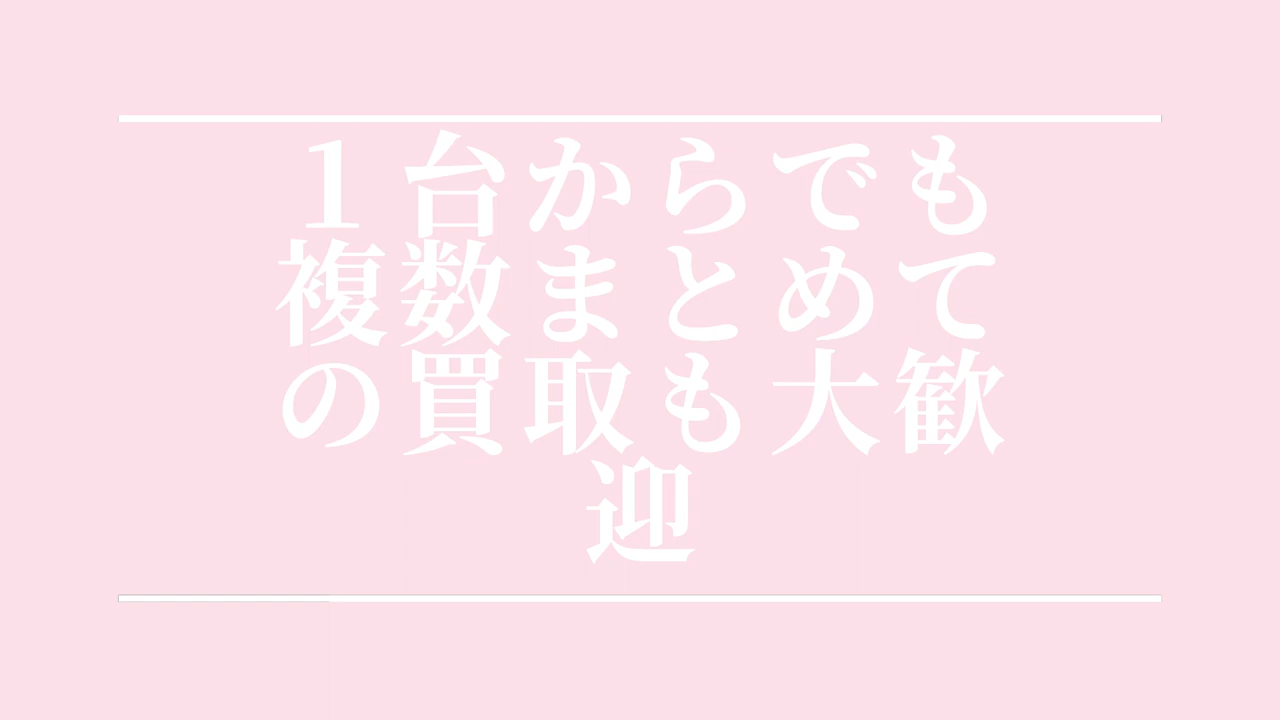 １台からでも
複数まとめて
の買取も大歓
迎